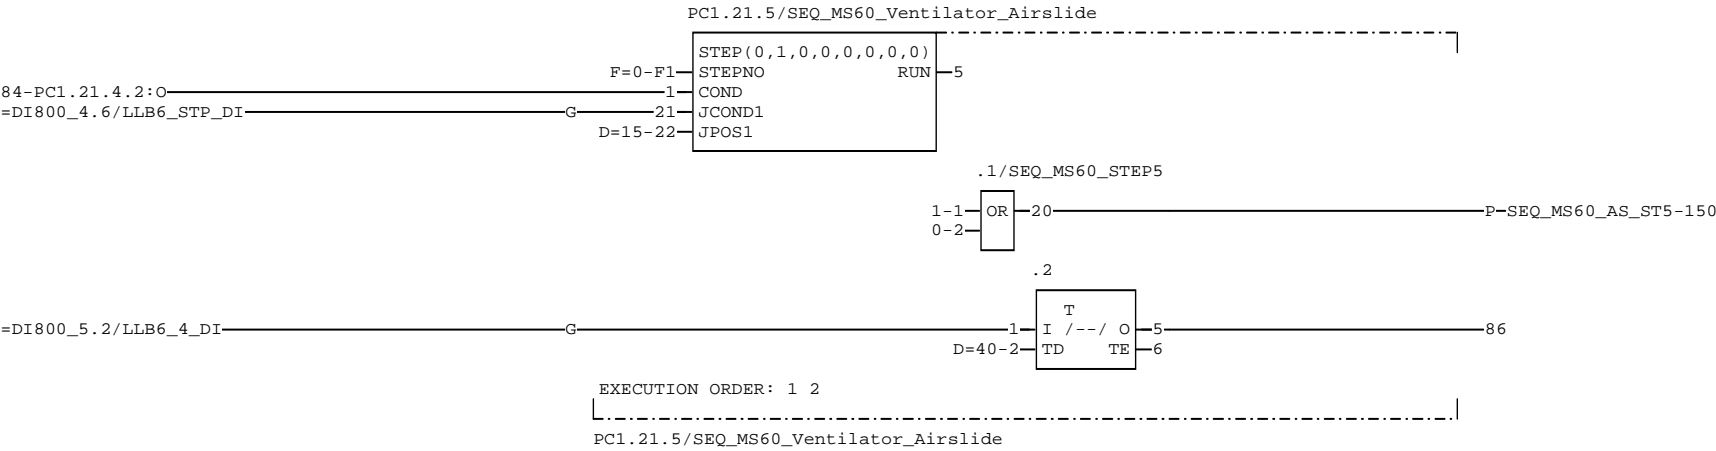 PC1.21.5/SEQ_MS60_Ventilator_Airslide
STEP(0,1,0,0,0,0,0,0)
F=0-F1 STEPNO RUN 5
84-PC1.21.4.2:O 1 COND
=DI800_4.6/LLB6_STP_DI G 21 JCOND1
D=15-22 JPOS1
.1/SEQ_MS60_STEP5
1-1 OR 20 P-SEQ_MS60_AS_ST5-150
0-2
.2
T
=DI800_5.2/LLB6_4_DI G 1 I /--/ O 5 86
D=40-2 TD TE 6
EXECUTION ORDER: 1 2
PC1.21.5/SEQ_MS60_Ventilator_Airslide